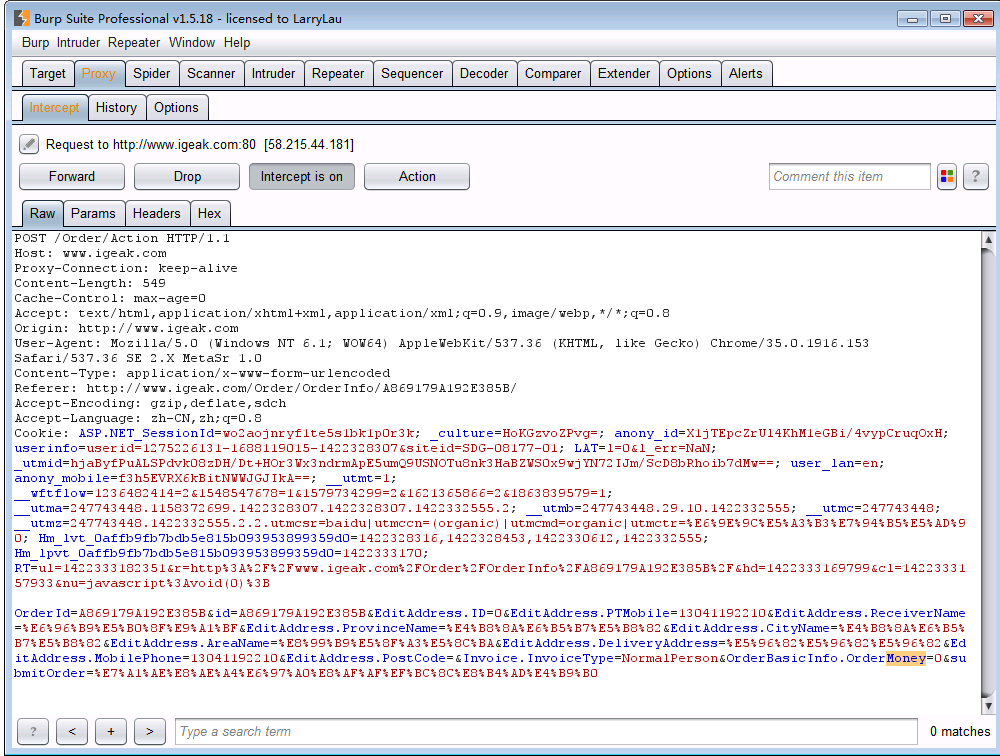 Burp Suite Professional v1.5.18 - licensed to LarryLau
Burp Intruder Repeater Window Help
Target Proxy Spider Scanner Intruder Repeater Sequencer Decoder Comparer Extender Options Alerts
Intercept History Options
Request to http://www.igeak.com:80 [58.215.44.181]
Forward Drop Intercept is on Action Comment this item ?
Raw Params Headers Hex
POST /Order/Action HTTP/1.1
Host: www.igeak.com
Proxy-Connection: keep-alive
Content-Length: 549
Cache-Control: max-age=0
Accept: text/html,application/xhtml+xml,application/xml;q=0.9,image/webp,*/*;q=0.8
Origin: http://www.igeak.com
User-Agent: Mozilla/5.0 (Windows NT 6.1; WOW64) AppleWebKit/537.36 (KHTML, like Gecko) Chrome/35.0.1916.153
Safari/537.36 SE 2.X MetaSr 1.0
Content-Type: application/x-www-form-urlencoded
Referer: http://www.igeak.com/Order/OrderInfo/A869179A192E385B/
Accept-Encoding: gzip,deflate,sdch
Accept-Language: zh-CN,zh;q=0.8
Cookie: ASP.NET_SessionId=wo2aojnryf1te5s1bk1p0r3k; _culture=HoKGzvoZPvg=; anony_id=X1jTEpcZrUl4KhMleGBi/4vypCruqOxH;
userinfo=userid=1275226131-1688119015-1422328307&siteid=SDG-08177-01; LAT=1=0&l_err=NaN;
_utmid=hjaByfPuALSPdvk08zDH/Dt+HOr3Wx3ndrmApE5umQ9USNOTu8nk3HaBZWSOx9wjYN72IJm/ScD8bRhoib7dMw==; user_lan=en;
anony_mobile=f3h5EVRX6kBitNWWJGJIkA==; __utmt=1;
__wftflow=1236482414=2&1548547678=1&1579734299=2&1621365866=2&1863839579=1;
__utma=247743448.1158372699.1422328307.1422328307.1422332555.2; __utmb=247743448.29.10.1422332555; __utmc=247743448;
__utmz=247743448.1422332555.2.2.utmcsr=baidu|utmccn=(organic)|utmcmd=organic|utmctr=%E6%9E%9C%E5%A3%B3%E7%94%B5%E5%AD%9
0; Hm_lvt_0affb9fb7bdb5e815b093953899359d0=1422328316,1422328453,1422330612,1422332555;
Hm_lpvt_0affb9fb7bdb5e815b093953899359d0=1422333170;
RT=ul=1422333182351&r=http%3A%2F%2Fwww.igeak.com%2FOrder%2FOrderInfo%2FA869179A192E385B%2F&hd=1422333169799&cl=14223331
57933&nu=javascript%3Avoid(0)%3B
OrderId=A869179A192E385B&id=A869179A192E385B&EditAddress.ID=0&EditAddress.PTMobile=13041192210&EditAddress.ReceiverName
=%E6%96%B9%E5%B0%8F%E9%A1%BF&EditAddress.ProvinceName=%E4%B8%8A%E6%B5%B7%E5%B8%82&EditAddress.CityName=%E4%B8%8A%E6%B5%
B7%E5%B8%82&EditAddress.AreaName=%E8%99%B9%E5%8F%A3%E5%8C%BA&EditAddress.DeliveryAddress=%E5%96%82%E5%96%82%E5%96%82&Ed
itAddress.MobilePhone=13041192210&EditAddress.PostCode=&Invoice.InvoiceType=NormalPerson&OrderBasicInfo.OrderMoney=0&su
bmitOrder=%E7%A1%AE%E8%AE%A4%E6%97%A0%E8%AF%AF%EF%BC%8C%E8%B4%AD%E4%B9%B0
? < + > Type a search term 0 matches